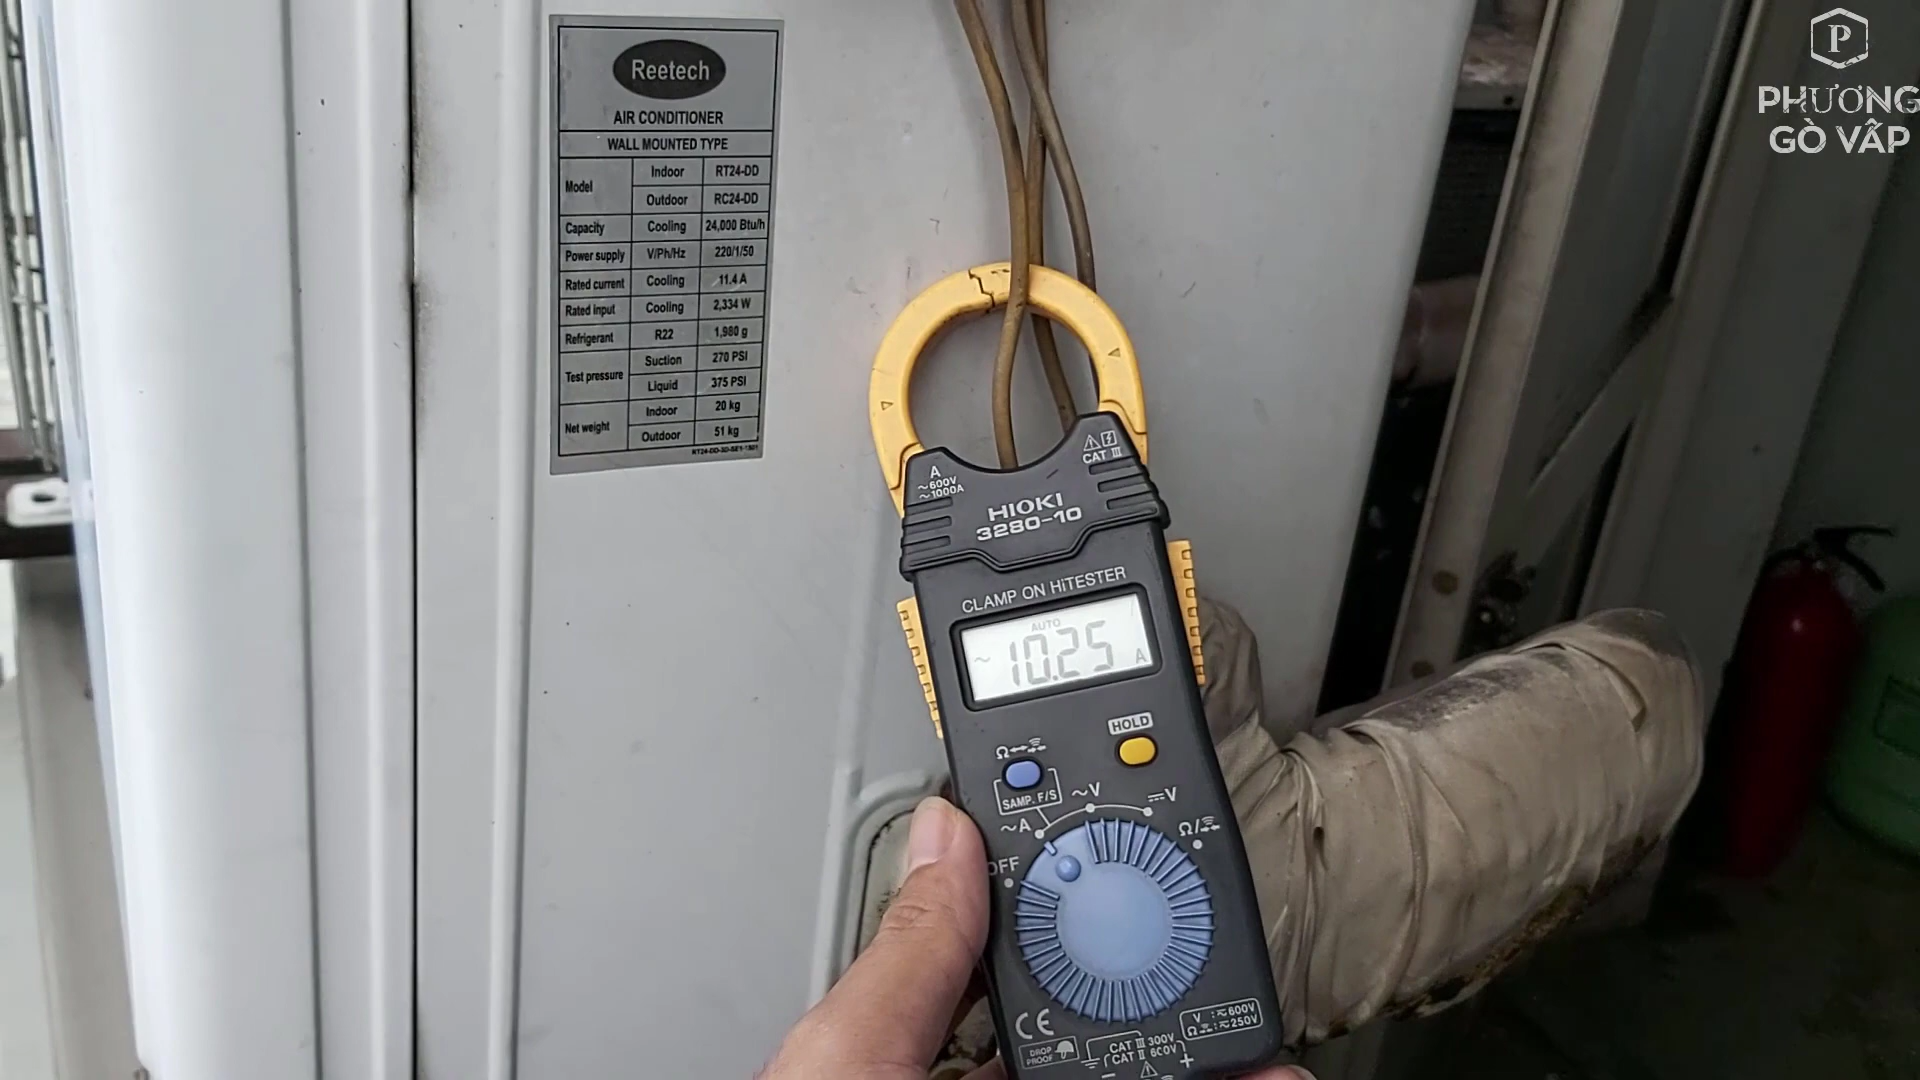 Reetech
AIR CONDITIONER
WALL MOUNTED TYPE
Model Indoor RT24-DD
Outdoor RC24-DD
Capacity Cooling 24,000 Btu/h
Power supply V/Ph/Hz 220/1/50
Rated current Cooling 11.4 A
Rated input Cooling 2,334 W
Refrigerant R22 1,980 g
Test pressure Suction 270 PSI
Liquid 375 PSI
Net weight Indoor 20 kg
Outdoor 51 kg
P
PHƯƠNG
GÒ VẤP
A
~600V
~1000A
CAT III
HIOKI
3280-10
CLAMP ON HiTESTER
AUTO
~ 10.25 A
HOLD
Ω
SAMP. F/S
~A
~V
⎓V
Ω/
OFF
CE
DROP PROOF
CAT III 300V
CAT II 600V
V : ≂600V
Ω : ≂250V
− +